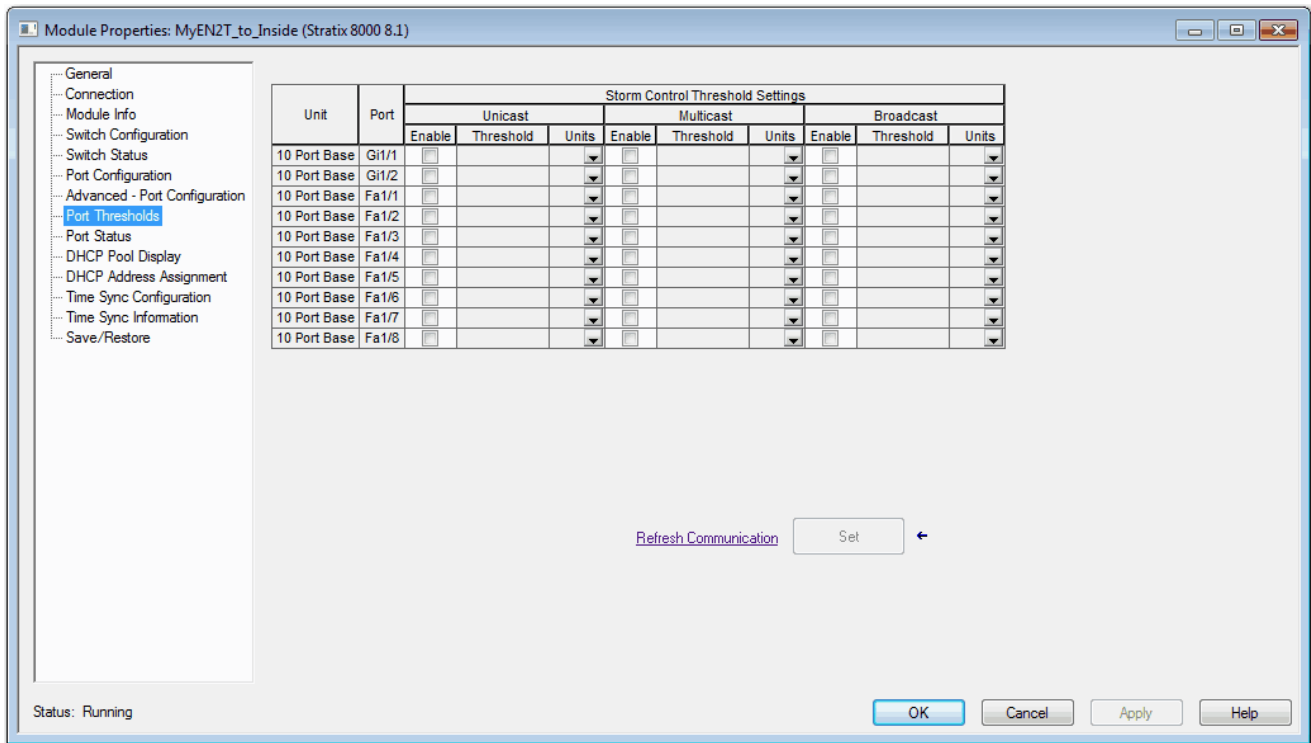 Module Properties: MyEN2T_to_Inside (Stratix 8000 8.1)
General
Connection
Module Info
Switch Configuration
Switch Status
Port Configuration
Advanced - Port Configuration
Port Thresholds
Port Status
DHCP Pool Display
DHCP Address Assignment
Time Sync Configuration
Time Sync Information
Save/Restore
Storm Control Threshold Settings
Unit Port Unicast Multicast Broadcast
Enable Threshold Units Enable Threshold Units Enable Threshold Units
10 Port Base Gi1/1
10 Port Base Gi1/2
10 Port Base Fa1/1
10 Port Base Fa1/2
10 Port Base Fa1/3
10 Port Base Fa1/4
10 Port Base Fa1/5
10 Port Base Fa1/6
10 Port Base Fa1/7
10 Port Base Fa1/8
Refresh Communication Set
Status: Running OK Cancel Apply Help